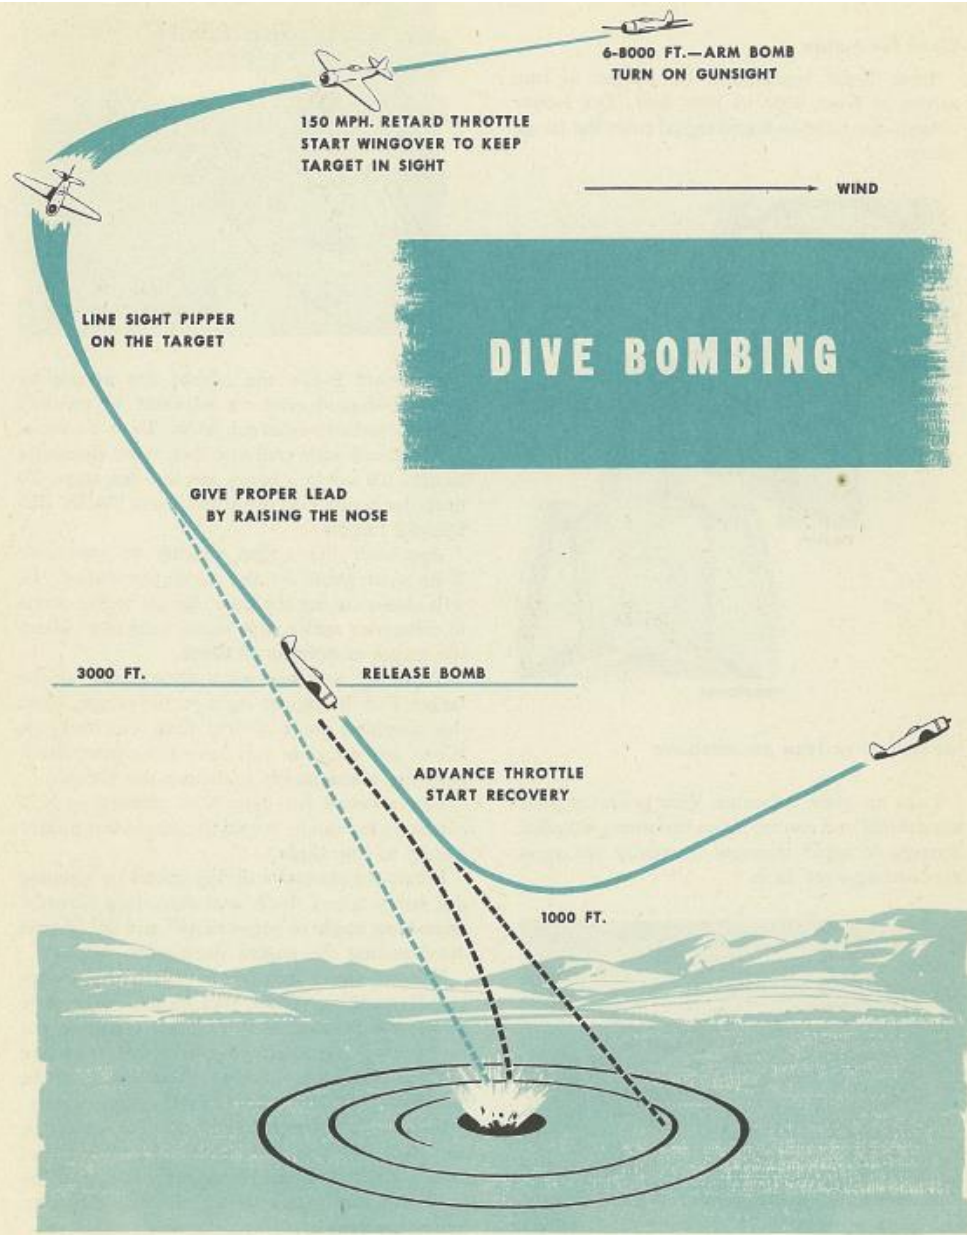 6-8000 FT.—ARM BOMB
TURN ON GUNSIGHT
150 MPH. RETARD THROTTLE
START WINGOVER TO KEEP
TARGET IN SIGHT
WIND
DIVE BOMBING
LINE SIGHT PIPPER
ON THE TARGET
GIVE PROPER LEAD
BY RAISING THE NOSE
3000 FT.
RELEASE BOMB
ADVANCE THROTTLE
START RECOVERY
1000 FT.